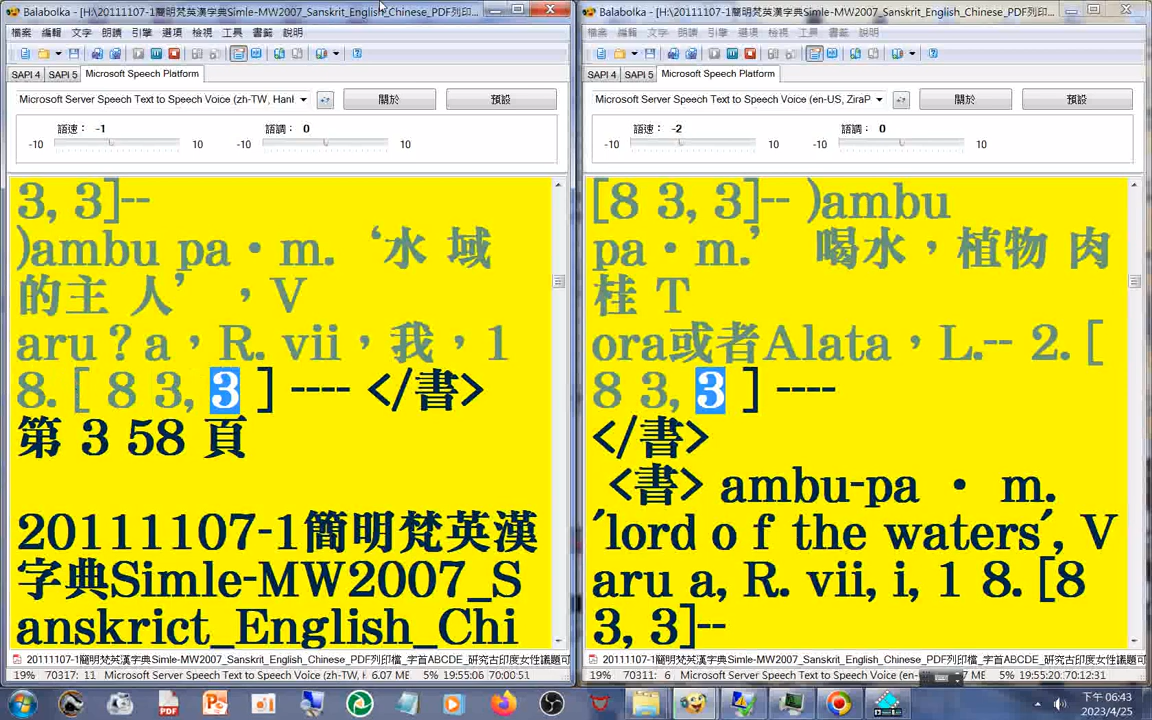 Balabolka - [H:\20111107-1簡明梵英漢字典Simle-MW2007_Sanskrit_English_Chinese_PDF列印...
檔案 編輯 文字 朗讀 引擎 選項 檢視 工具 書籤 說明
SAPI 4 SAPI 5 Microsoft Speech Platform
Microsoft Server Speech Text to Speech Voice (zh-TW, Hanl
關於 預設
語速： -1 語調： 0
-10 10 -10 10
3, 3]--
)ambu pa·m.‘水 域
的主 人’ ，V
aru？a，R. vii，我，1
8. [ 8 3, 3 ] ---- </書>
第 3 58 頁
20111107-1簡明梵英漢
字典Simle-MW2007_S
anskrict_English_Chi
20111107-1簡明梵英漢字典Simle-MW2007_Sanskrit_English_Chinese_PDF列印檔_字首ABCDE_研究古印度女性議題可
19% 70317: 11 Microsoft Server Speech Text to Speech Voice (zh-TW, H 6.07 ME 5% 19:55:06 70:00:51
Balabolka - [H:\20111107-1簡明梵英漢字典Simle-MW2007_Sanskrit_English_Chinese_PDF列印...
檔案 編輯 文字 朗讀 引擎 選項 檢視 工具 書籤 說明
SAPI 4 SAPI 5 Microsoft Speech Platform
Microsoft Server Speech Text to Speech Voice (en-US, ZiraP
關於 預設
語速： -2 語調： 0
-10 10 -10 10
[8 3, 3]-- )ambu
pa·m.’ 喝水，植物 肉
桂 T
ora或者Alata，L.-- 2. [
8 3, 3 ] ----
</書>
<書> ambu-pa · m.
'lord o f the waters', V
aru a, R. vii, i, 1 8. [8
3, 3]--
20111107-1簡明梵英漢字典Simle-MW2007_Sanskrit_English_Chinese_PDF列印檔_字首ABCDE_研究古印度女性議題可
19% 70311: 6 Microsoft Server Speech Text to Speech Voice (en-US, 6.07 ME 5% 19:55:20 70:12:31
下午 06:43
2023/4/25